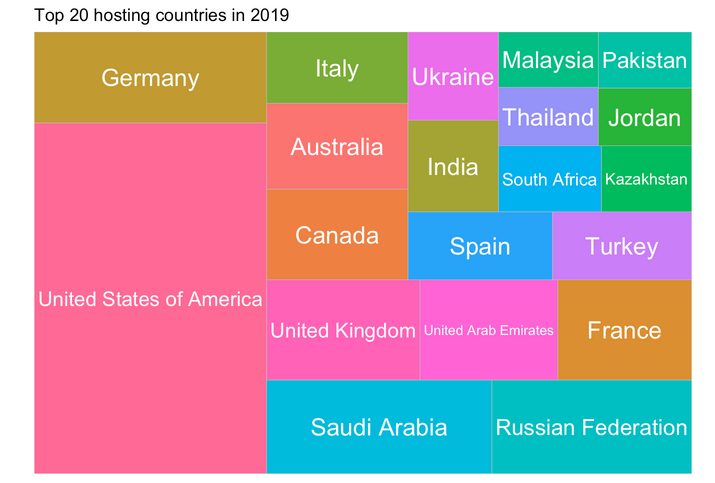 Top 20 hosting countries in 2019
Germany
Italy
Ukraine
Malaysia
Pakistan
Thailand
Jordan
Australia
India
South Africa
Kazakhstan
Canada
Spain
Turkey
United States of America
United Kingdom
United Arab Emirates
France
Saudi Arabia
Russian Federation